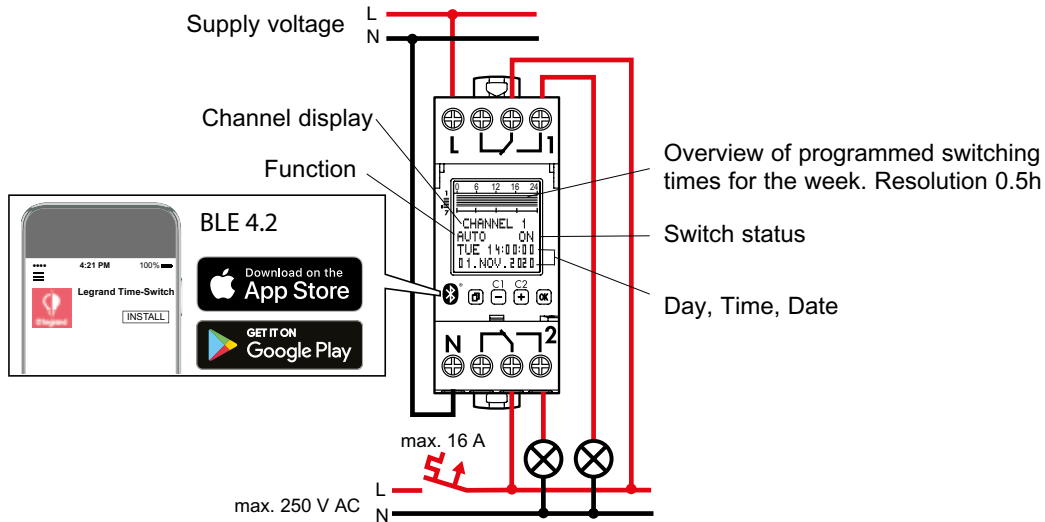 L
N
Supply voltage
Channel display
Function
L
1
0 6 12 16 24
1
7
CHANNEL 1
AUTO ON
TUE 14:00:00
01.NOV.2020
C1 C2
OK
N
2
Overview of programmed switching
times for the week. Resolution 0.5h
Switch status
Day, Time, Date
BLE 4.2
4:21 PM 100%
Legrand Time-Switch
INSTALL
legrand
Download on the
App Store
GET IT ON
Google Play
max. 16 A
L
max. 250 V AC
N